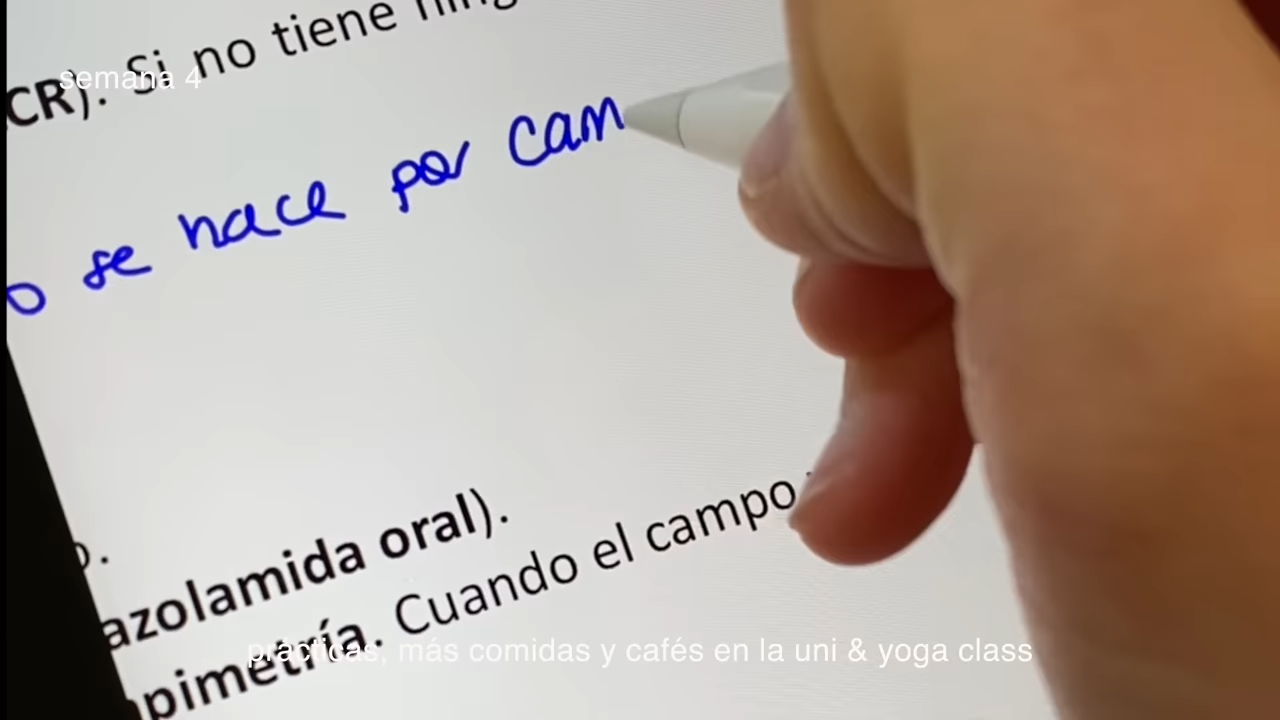 semana 4
CR). Si no tiene
o se hace por cam
azolamida oral).
pimetría. Cuando el campo
prácticas, más comidas y cafés en la uni & yoga class